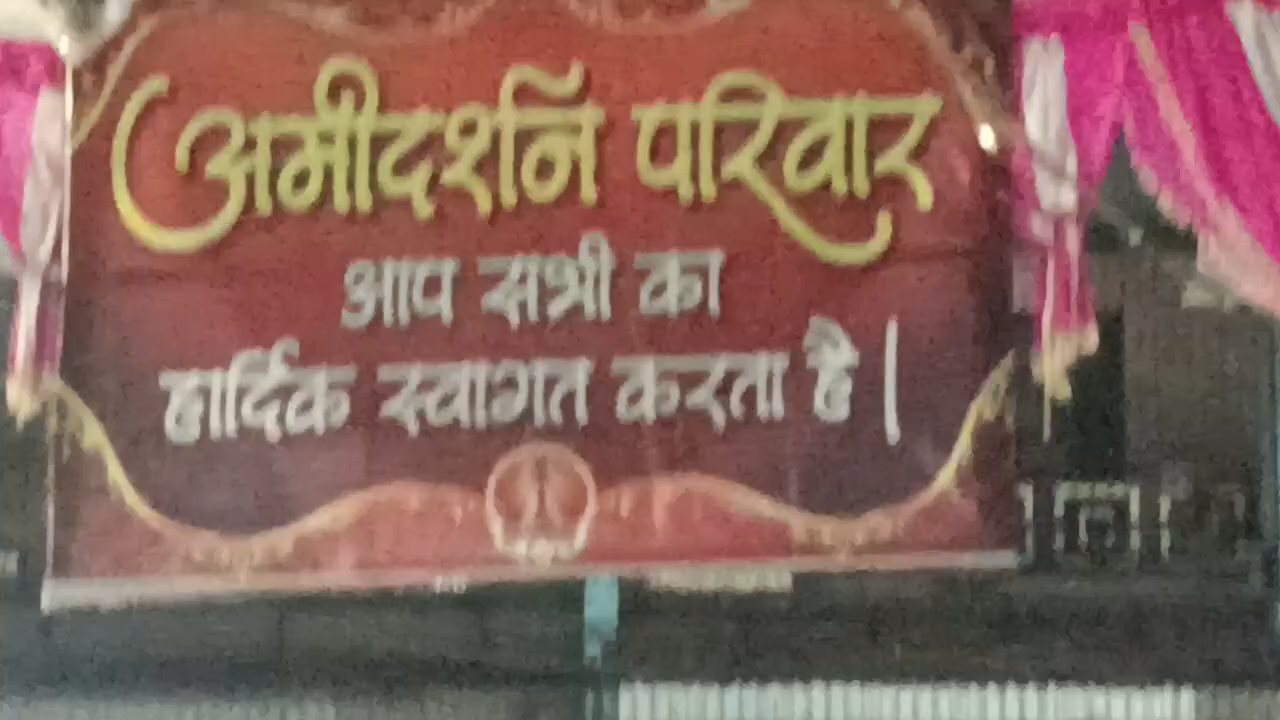 अमीदर्शन परिवार
आप सभी का
हार्दिक स्वागत करता है |